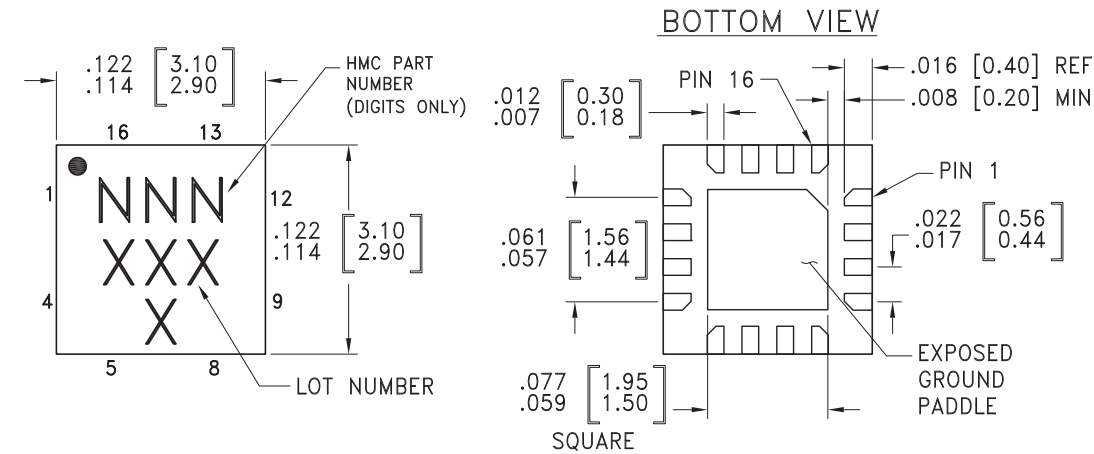 BOTTOM VIEW
.122 [3.10]
.114 [2.90]
HMC PART
NUMBER
(DIGITS ONLY)
16 13
1
12
4
9
5 8
NNN
XXX
X
.122 [3.10]
.114 [2.90]
LOT NUMBER
.012 [0.30]
.007 [0.18]
PIN 16
.016 [0.40] REF
.008 [0.20] MIN
PIN 1
.022 [0.56]
.017 [0.44]
.061 [1.56]
.057 [1.44]
.077 [1.95]
.059 [1.50]
SQUARE
EXPOSED
GROUND
PADDLE